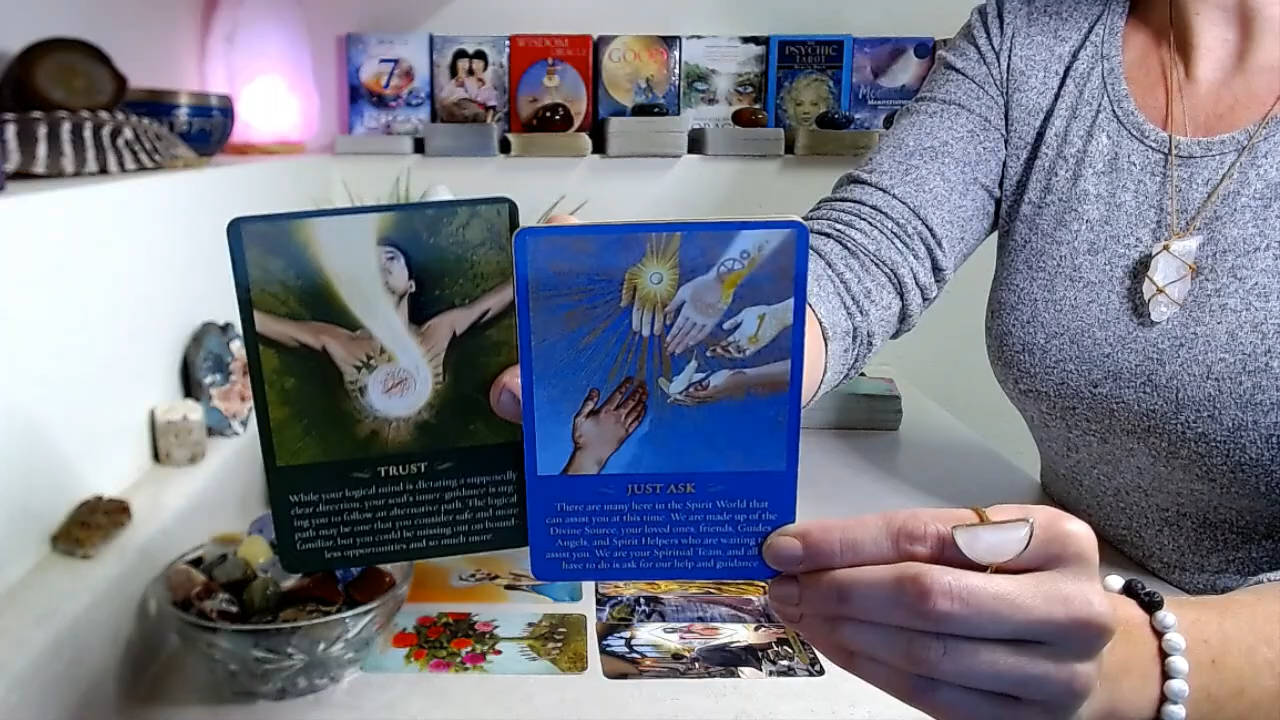 7
WISDOM
ORACLE
GOOD
PSYCHIC
TAROT
ORACLE
TRUST
While your logical mind is dictating a supposedly
clear direction, your soul's inner-guidance is urg-
ing you to follow an alternative path. The logical
path may be one that you consider safe and more
familiar, but you could be missing out on bound-
less opportunities and so much more.
JUST ASK
There are many here in the Spirit World that
can assist you at this time. We are made up of the
Divine Source, your loved ones, friends, Guides
Angels, and Spirit Helpers who are waiting
assist you. We are your Spiritual Team, and all
have to do is ask for our help and guidance